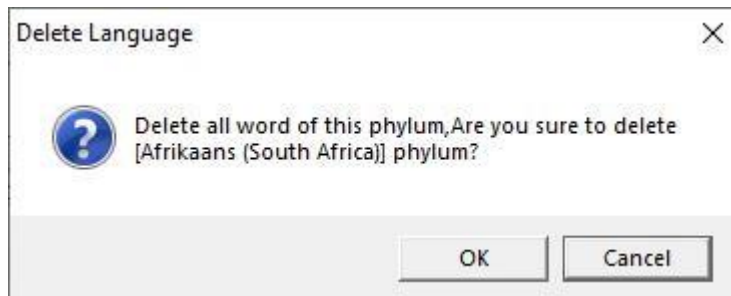 Delete Language
Delete all word of this phylum,Are you sure to delete
[Afrikaans (South Africa)] phylum?
OK
Cancel